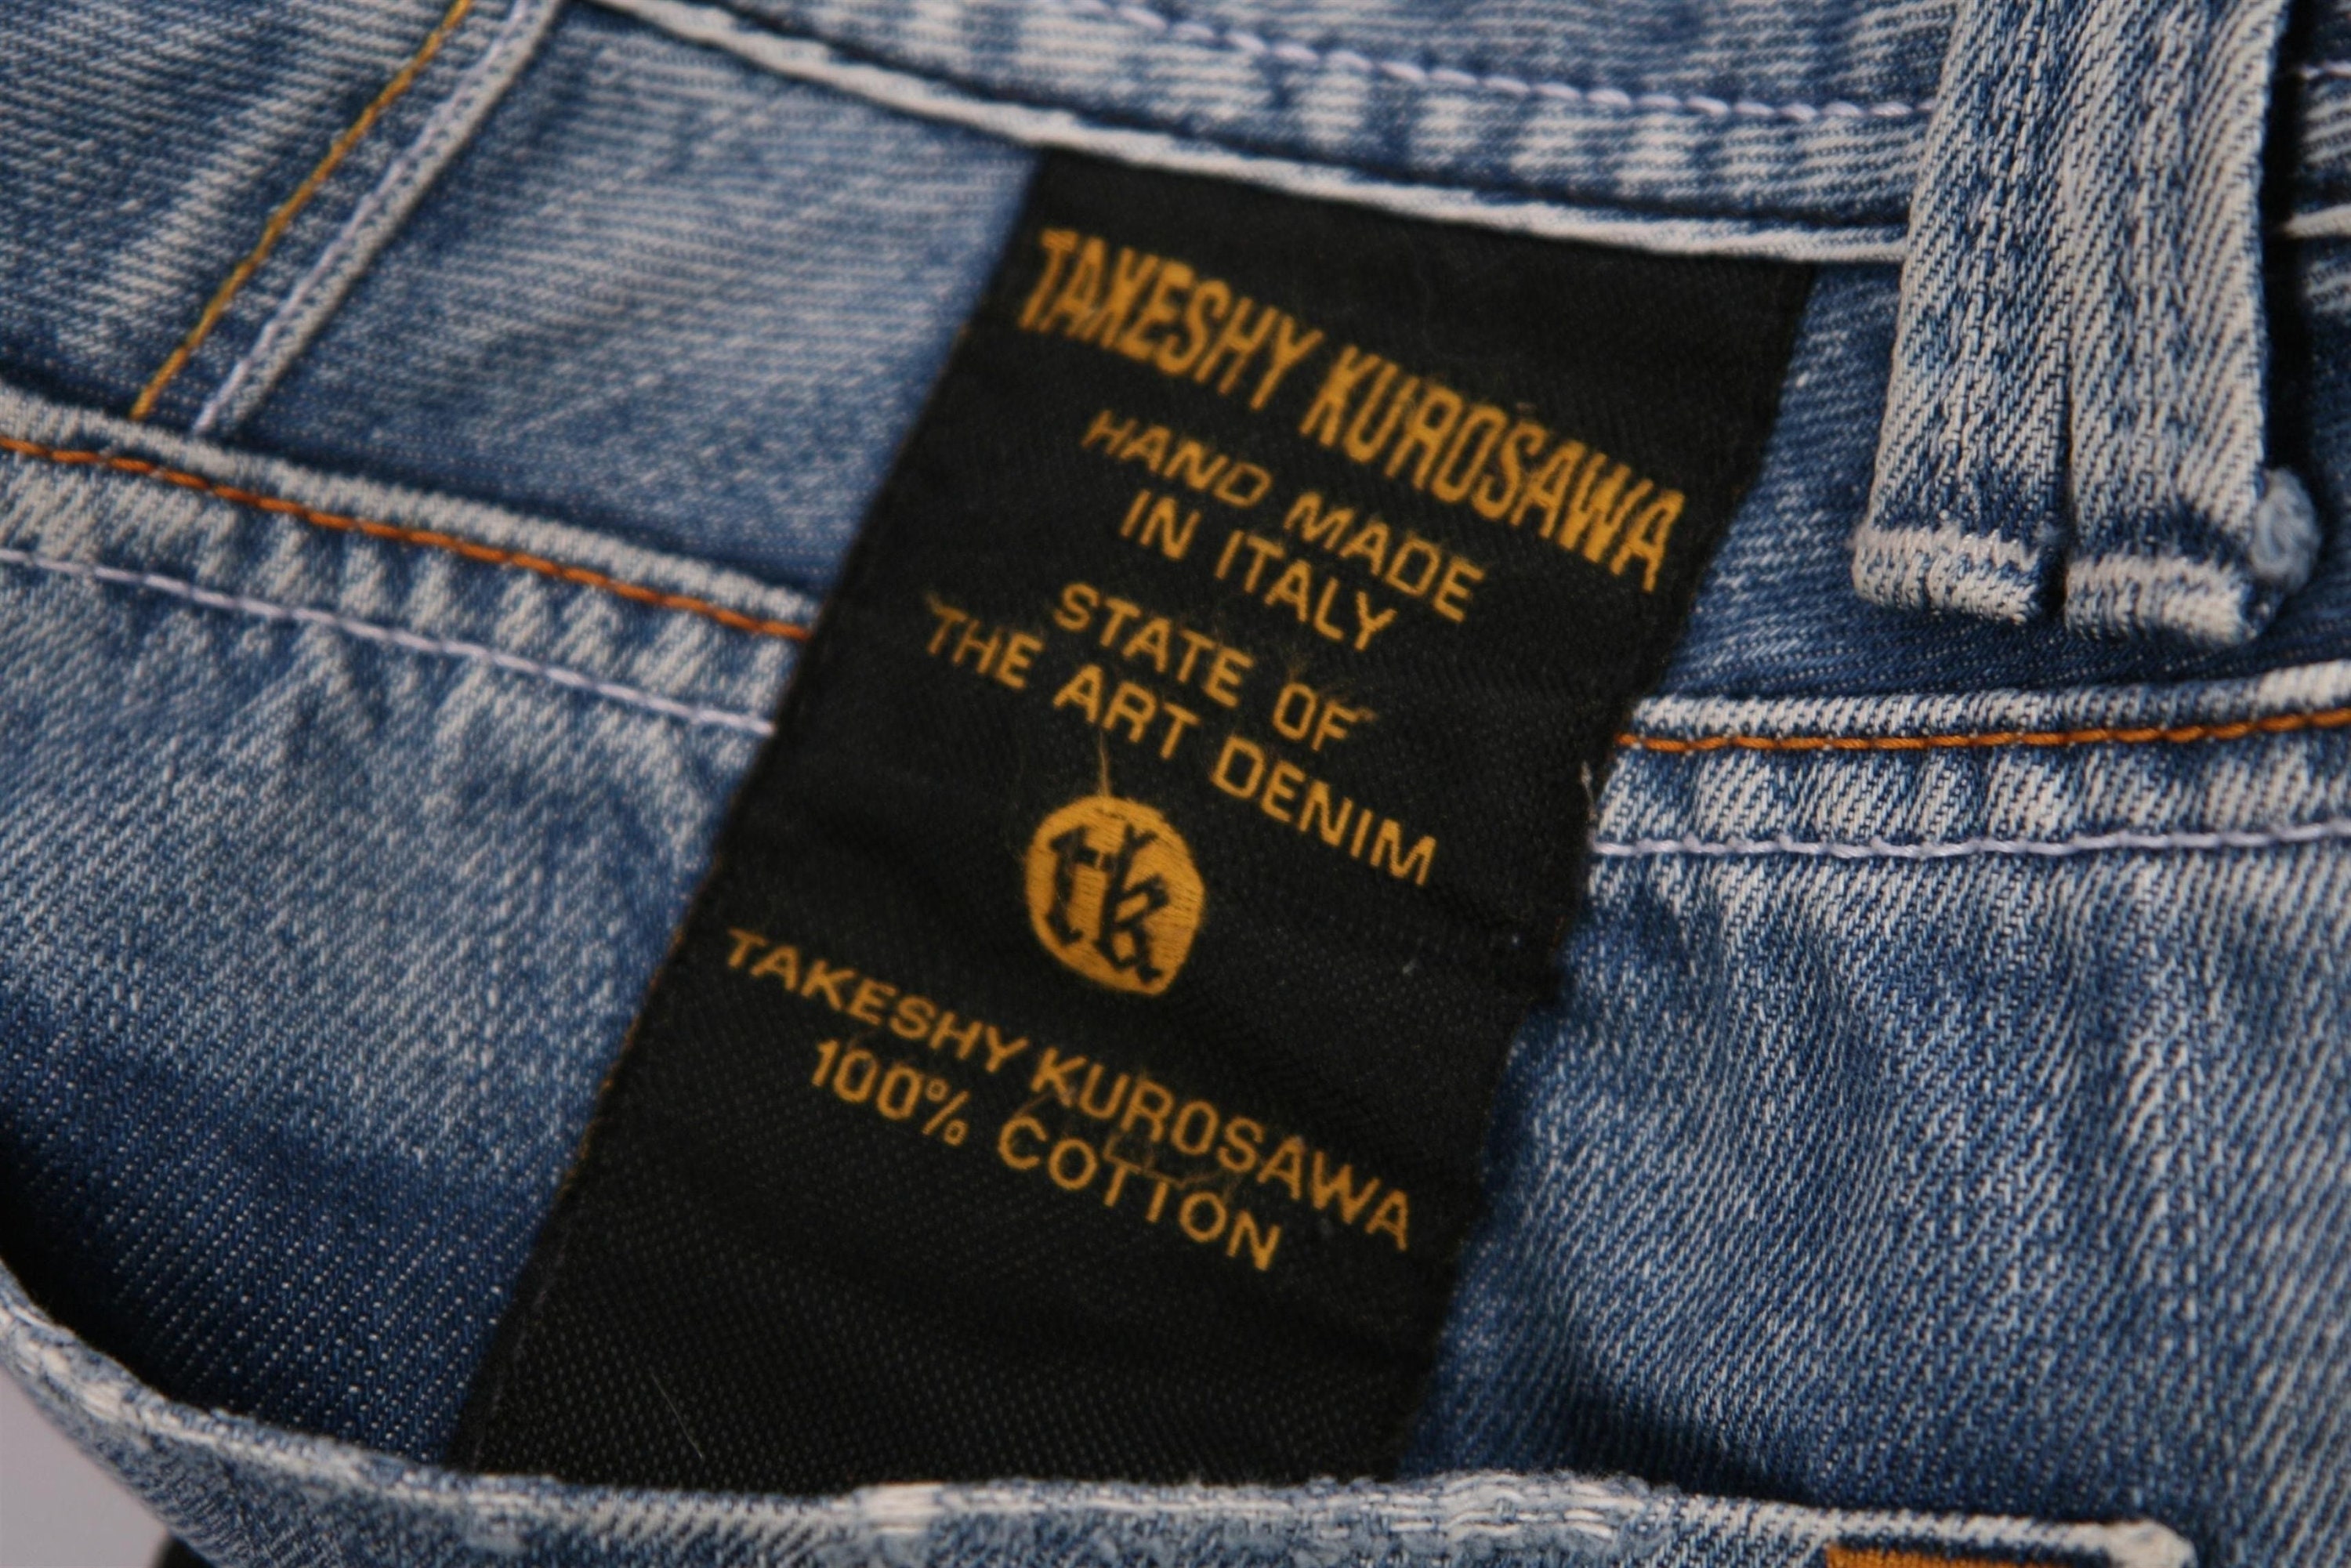 TAKESHY KUROSAWA
HAND MADE
IN ITALY
STATE OF
THE ART DENIM
tk
TAKESHY KUROSAWA
100% COTTON